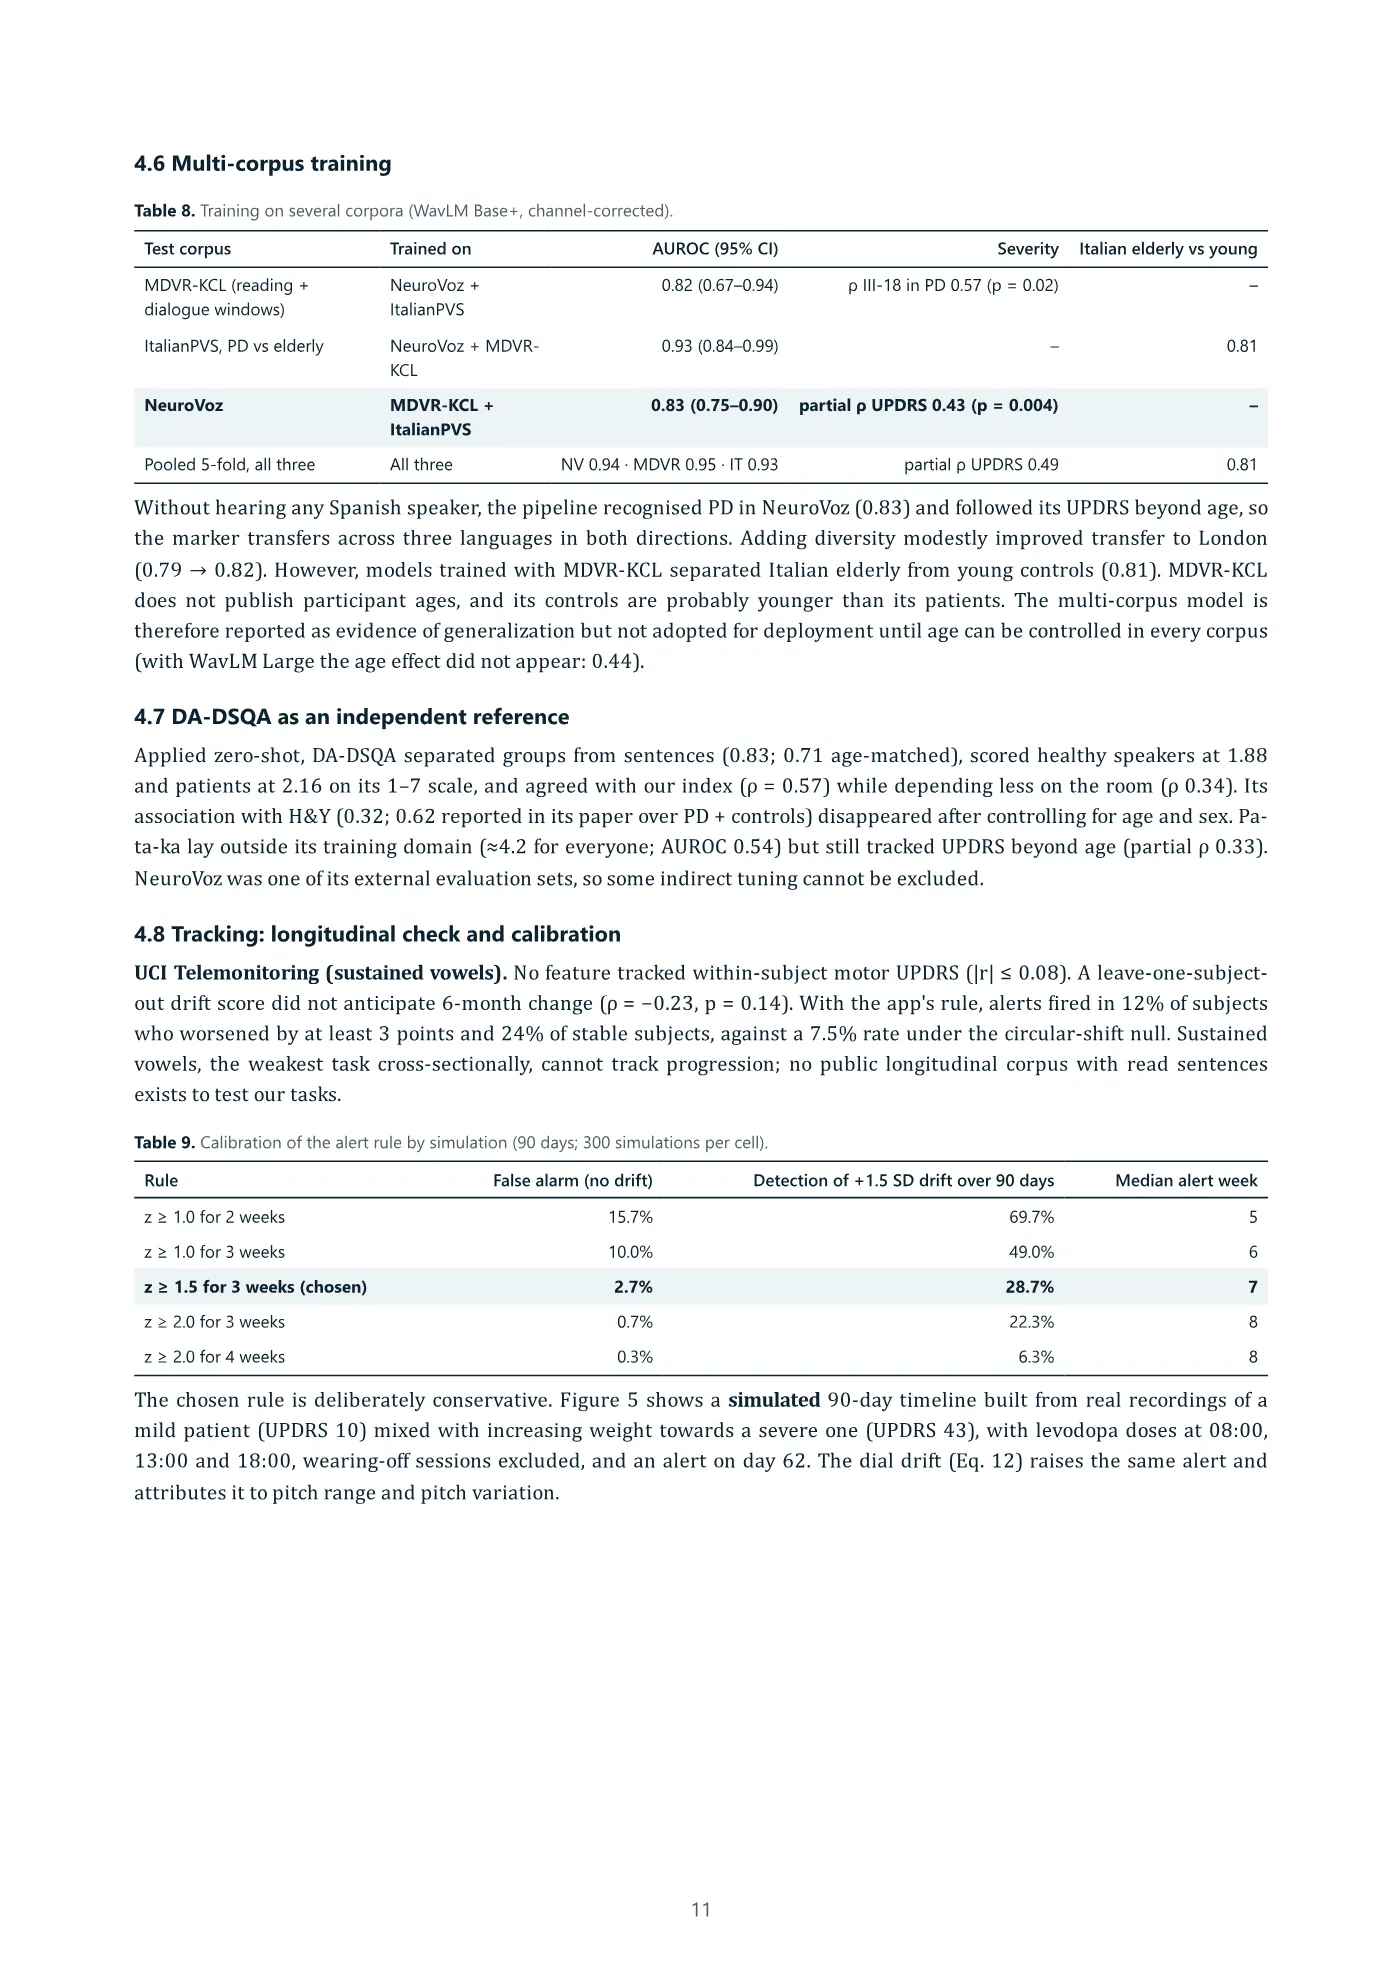 4.6 Multi-corpus training
Table 8. Training on several corpora (WavLM Base+, channel-corrected).
Test corpus Trained on AUROC (95% CI) Severity Italian elderly vs young
MDVR-KCL (reading + NeuroVoz + 0.82 (0.67–0.94) ρ III-18 in PD 0.57 (p = 0.02) –
dialogue windows) ItalianPVS
ItalianPVS, PD vs elderly NeuroVoz + MDVR- 0.93 (0.84–0.99) – 0.81
KCL
NeuroVoz MDVR-KCL + 0.83 (0.75–0.90) partial ρ UPDRS 0.43 (p = 0.004) –
ItalianPVS
Pooled 5-fold, all three All three NV 0.94 · MDVR 0.95 · IT 0.93 partial ρ UPDRS 0.49 0.81
Without hearing any Spanish speaker, the pipeline recognised PD in NeuroVoz (0.83) and followed its UPDRS beyond age, so
the marker transfers across three languages in both directions. Adding diversity modestly improved transfer to London
(0.79 → 0.82). However, models trained with MDVR-KCL separated Italian elderly from young controls (0.81). MDVR-KCL
does not publish participant ages, and its controls are probably younger than its patients. The multi-corpus model is
therefore reported as evidence of generalization but not adopted for deployment until age can be controlled in every corpus
(with WavLM Large the age effect did not appear: 0.44).
4.7 DA-DSQA as an independent reference
Applied zero-shot, DA-DSQA separated groups from sentences (0.83; 0.71 age-matched), scored healthy speakers at 1.88
and patients at 2.16 on its 1–7 scale, and agreed with our index (ρ = 0.57) while depending less on the room (ρ 0.34). Its
association with H&Y (0.32; 0.62 reported in its paper over PD + controls) disappeared after controlling for age and sex. Pa-
ta-ka lay outside its training domain (≈4.2 for everyone; AUROC 0.54) but still tracked UPDRS beyond age (partial ρ 0.33).
NeuroVoz was one of its external evaluation sets, so some indirect tuning cannot be excluded.
4.8 Tracking: longitudinal check and calibration
UCI Telemonitoring (sustained vowels). No feature tracked within-subject motor UPDRS (|r| ≤ 0.08). A leave-one-subject-
out drift score did not anticipate 6-month change (ρ = −0.23, p = 0.14). With the app's rule, alerts fired in 12% of subjects
who worsened by at least 3 points and 24% of stable subjects, against a 7.5% rate under the circular-shift null. Sustained
vowels, the weakest task cross-sectionally, cannot track progression; no public longitudinal corpus with read sentences
exists to test our tasks.
Table 9. Calibration of the alert rule by simulation (90 days; 300 simulations per cell).
Rule False alarm (no drift) Detection of +1.5 SD drift over 90 days Median alert week
z ≥ 1.0 for 2 weeks 15.7% 69.7% 5
z ≥ 1.0 for 3 weeks 10.0% 49.0% 6
z ≥ 1.5 for 3 weeks (chosen) 2.7% 28.7% 7
z ≥ 2.0 for 3 weeks 0.7% 22.3% 8
z ≥ 2.0 for 4 weeks 0.3% 6.3% 8
The chosen rule is deliberately conservative. Figure 5 shows a simulated 90-day timeline built from real recordings of a
mild patient (UPDRS 10) mixed with increasing weight towards a severe one (UPDRS 43), with levodopa doses at 08:00,
13:00 and 18:00, wearing-off sessions excluded, and an alert on day 62. The dial drift (Eq. 12) raises the same alert and
attributes it to pitch range and pitch variation.
11